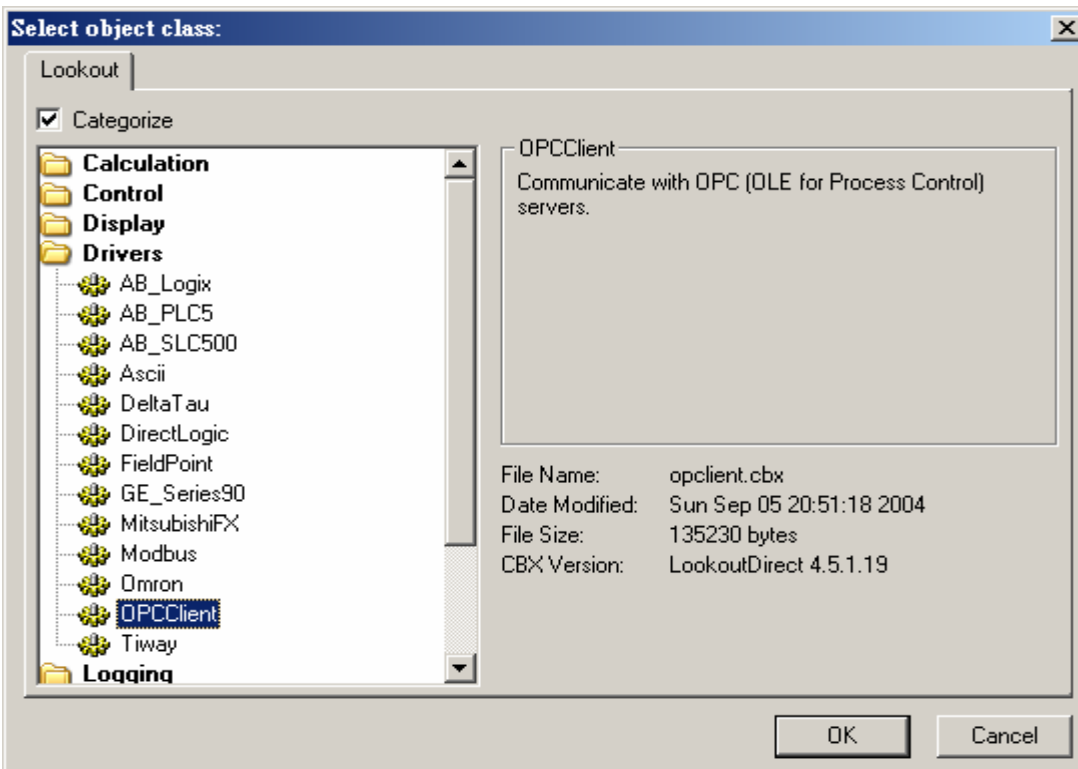 Select object class:
Lookout
Categorize
Calculation
Control
Display
Drivers
AB_Logix
AB_PLC5
AB_SLC500
Ascii
DeltaTau
DirectLogic
FieldPoint
GE_Series90
MitsubishiFX
Modbus
Omron
OPCClient
Tiway
Logging
OPCClient
Communicate with OPC (OLE for Process Control)
servers.
File Name: opclient.cbx
Date Modified: Sun Sep 05 20:51:18 2004
File Size: 135230 bytes
CBX Version: LookoutDirect 4.5.1.19
OK Cancel